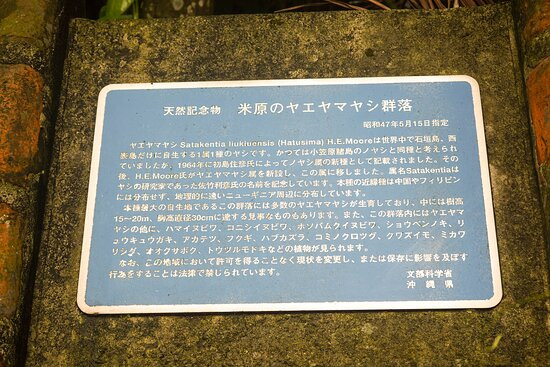 天然記念物 米原のヤエヤマヤシ群落
昭和47年5月15日指定
ヤエヤマヤシ Satakentia liukiuensis (Hatusima) H.E.Mooreは世界中で石垣島、西
表島だけに自生する1属1種のヤシです。かつては小笠原諸島のノヤシと同種と考えられ
ていましたが、1964年に初島住彦氏によってノヤシ属の新種として記載されました。その
後、H.E.Moore氏がヤエヤマヤシ属を新設し、この属に移しました。属名Satakentiaは
ヤシの研究家であった佐竹利彦氏の名前を記念しています。本種の近縁種は中国やフィリピン
には分布せず、地理的に遠いニューギニア周辺に分布しています。
本種最大の自生地であるこの群落には多数のヤエヤマヤシが生育しており、中には樹高
15〜20m、胸高直径30cmに達する見事なものもあります。また、この群落内にはヤエヤマ
ヤシの他に、ハマイヌビワ、コニシイヌビワ、ホソバムクイヌビワ、ショウベンノキ、リ
ュウキュウガキ、アカテツ、フクギ、ハブカズラ、コミノクロツグ、クワズイモ、ミカワ
リシダ、オオクサボク、トウヅルモドキなどの植物が見られます。
なお、この地域において許可を得ることなく現状を変更し、または保存に影響を及ぼす
行為をすることは法律で禁じられています。
文部科学省
沖縄県